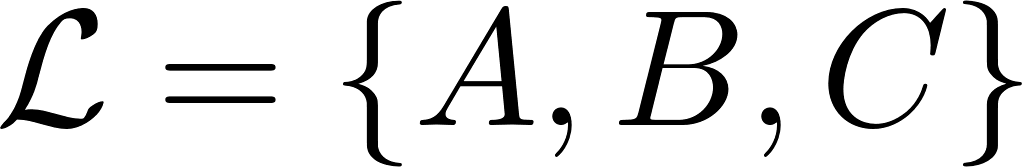 ℒ = {A, B, C}